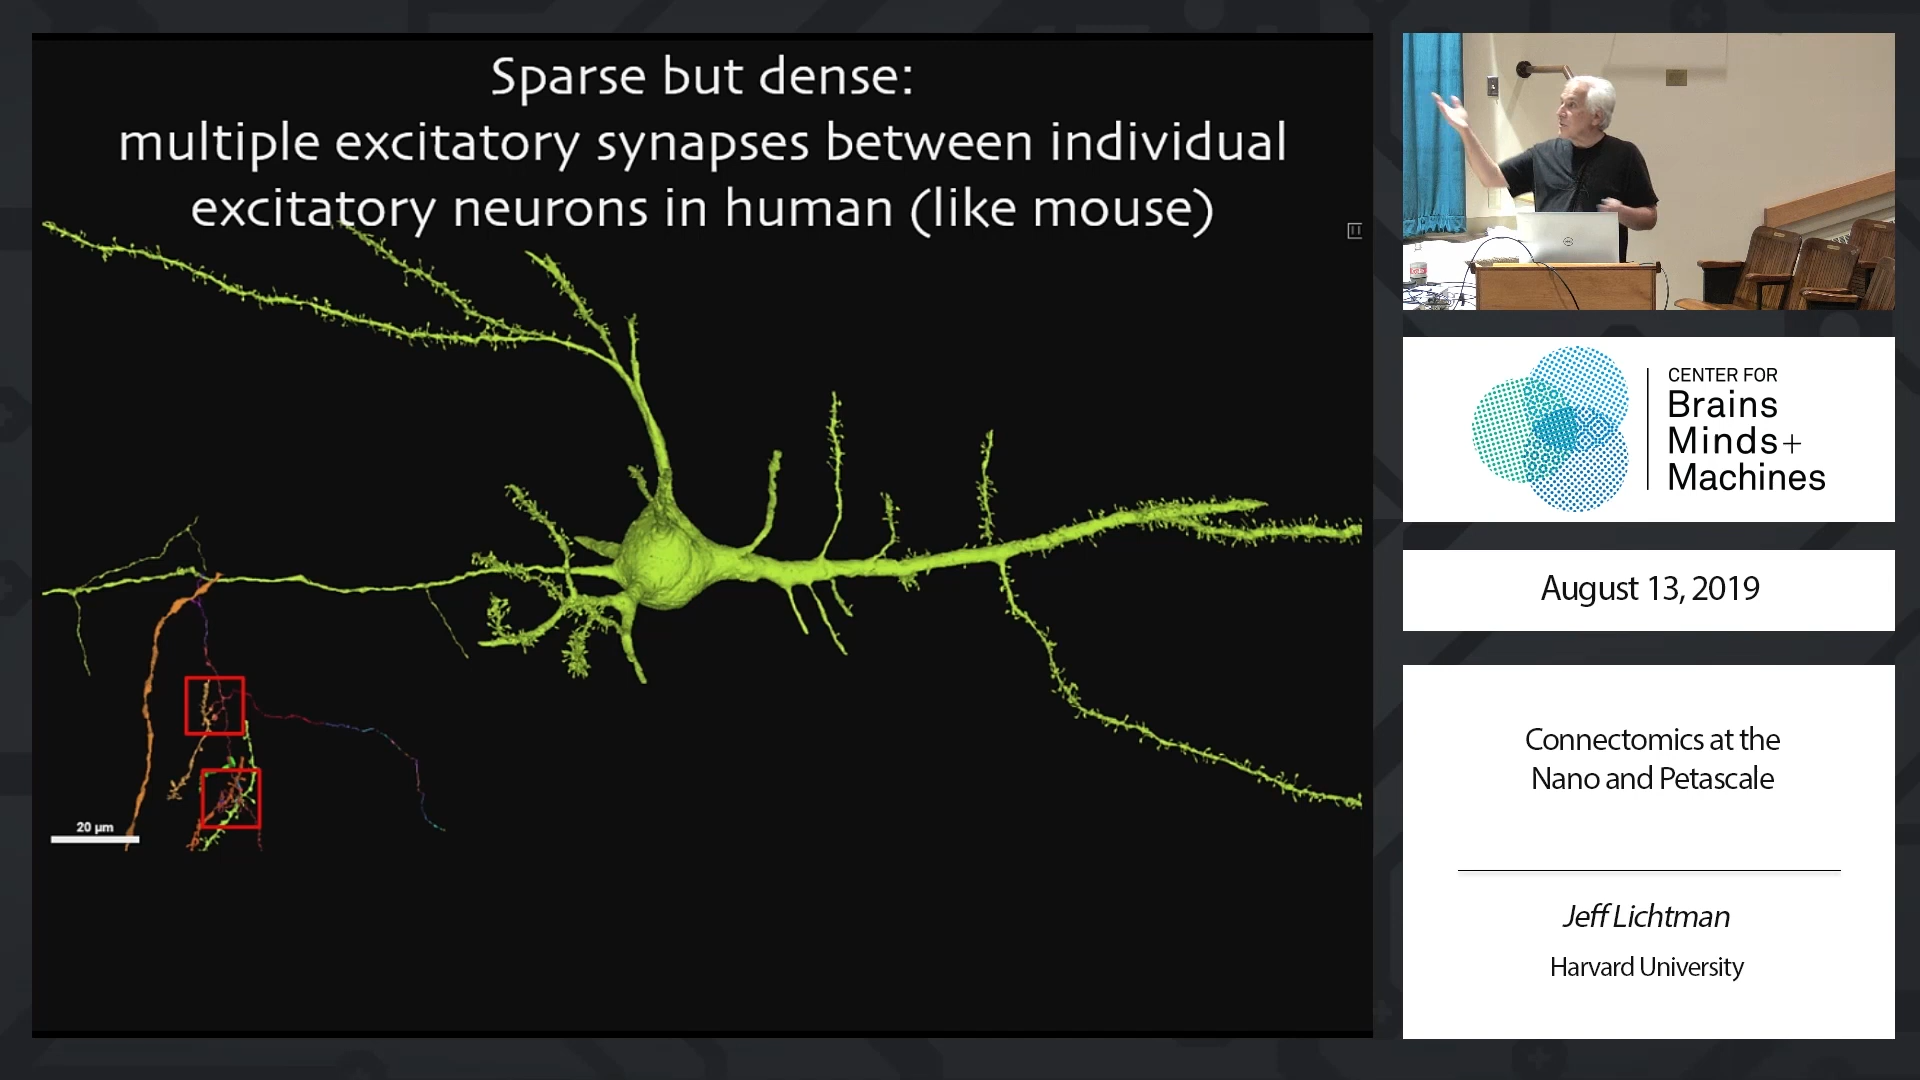 Sparse but dense:
multiple excitatory synapses between individual
excitatory neurons in human (like mouse)
20 µm
CENTER FOR
Brains
Minds+
Machines
August 13, 2019
Connectomics at the
Nano and Petascale
Jeff Lichtman
Harvard University